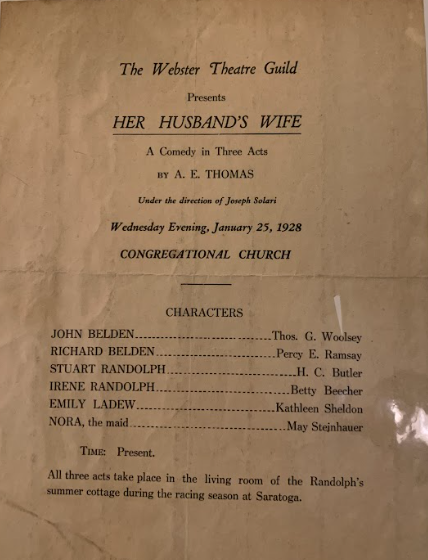 The Webster Theatre Guild
Presents
HER HUSBAND'S WIFE
A Comedy in Three Acts
BY A. E. THOMAS
Under the direction of Joseph Solari
Wednesday Evening, January 25, 1928
CONGREGATIONAL CHURCH
CHARACTERS
JOHN BELDEN Thos. G. Woolsey
RICHARD BELDEN Percy E. Ramsay
STUART RANDOLPH H. C. Butler
IRENE RANDOLPH Betty Beecher
EMILY LADEW Kathleen Sheldon
NORA, the maid May Steinhauer
TIME: Present.
All three acts take place in the living room of the Randolph's
summer cottage during the racing season at Saratoga.